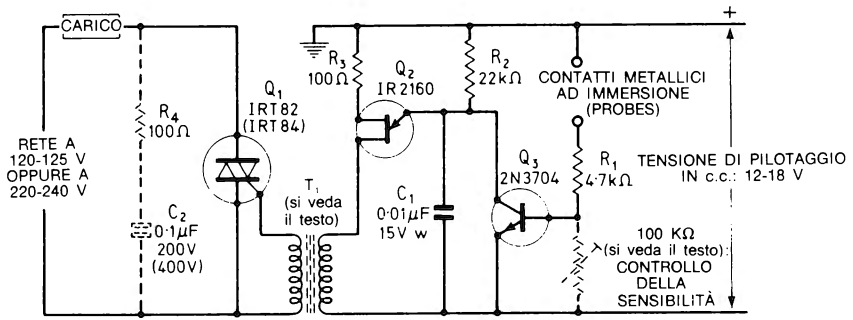 CARICO
+
R₃
100Ω
Q₂
IR2160
R₂
22kΩ
CONTATTI METALLICI
AD IMMERSIONE
(PROBES)
Q₁
IRT82
(IRT84)
R₄
100Ω
RETE A
120-125 V
OPPURE A
220-240 V
T₁
(si veda
il testo)
C₁
0·01μF
15V w
Q₃
2N3704
R₁
4·7kΩ
TENSIONE DI PILOTAGGIO
IN c.c.: 12-18 V
C₂
0·1μF
200V
(400V)
100 KΩ
(si veda il testo):
CONTROLLO
DELLA
SENSIBILITÀ